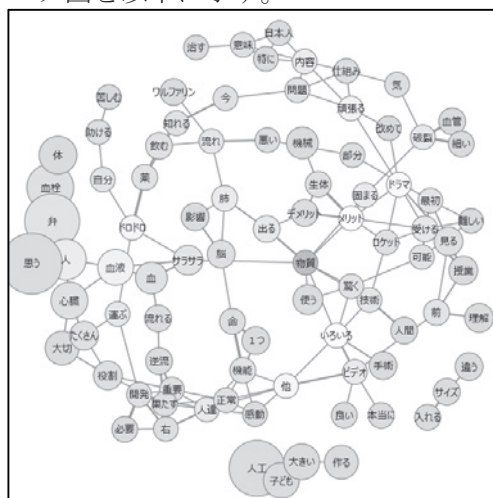 日本人
治す
意味
特に
内容
仕組み
問題
気
今
頑張る
ワルファリン
苦しむ
知れる
改めて
血管
破裂
細い
助ける
飲む
流れ
悪い
機械
部分
体
薬
生体
固まる
ドラマ
最初
血栓
自分
肺
難しい
影響
デメリット
メリット
受ける
弁
ドロドロ
出る
ロケット
見る
思う
人
血液
サラサラ
脳
物質
可能
授業
血
驚く
心臓
使う
技術
前
運ぶ
流れる
命
人間
理解
たくさん
1つ
いろいろ
大切
逆流
役割
機能
ビデオ
手術
違う
開発
重要
果たす
他
サイズ
正常
人達
感動
良い
本当に
入れる
必要
右
人工
大きい
作る
子ども